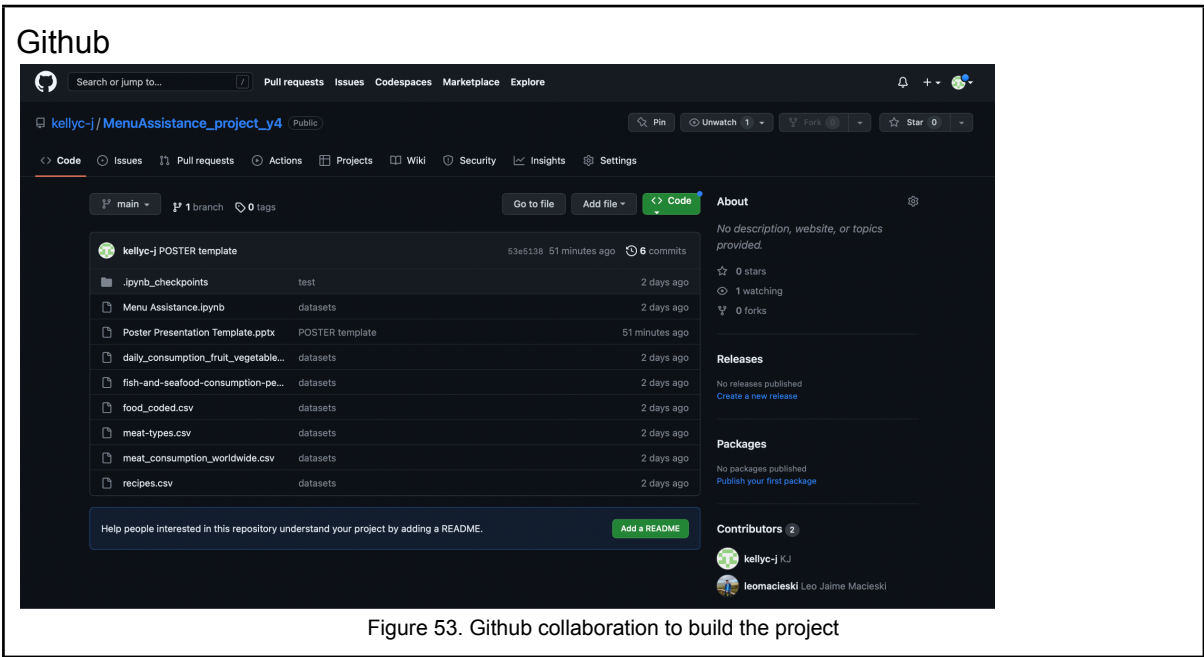 Github
Search or jump to... / Pull requests Issues Codespaces Marketplace Explore
kellyc-j / MenuAssistance_project_y4 Public Pin Unwatch 1 Fork 0 Star 0
Code Issues Pull requests Actions Projects Wiki Security Insights Settings
main 1 branch 0 tags Go to file Add file Code
kellyc-j POSTER template 53e5138 51 minutes ago 6 commits
.ipynb_checkpoints test 2 days ago
Menu Assistance.ipynb datasets 2 days ago
Poster Presentation Template.pptx POSTER template 51 minutes ago
daily_consumption_fruit_vegetable... datasets 2 days ago
fish-and-seafood-consumption-pe... datasets 2 days ago
food_coded.csv datasets 2 days ago
meat-types.csv datasets 2 days ago
meat_consumption_worldwide.csv datasets 2 days ago
recipes.csv datasets 2 days ago
Help people interested in this repository understand your project by adding a README. Add a README
About
No description, website, or topics
provided.
0 stars
1 watching
0 forks
Releases
No releases published
Create a new release
Packages
No packages published
Publish your first package
Contributors 2
kellyc-j KJ
leomacieski Leo Jaime Macieski
Figure 53. Github collaboration to build the project